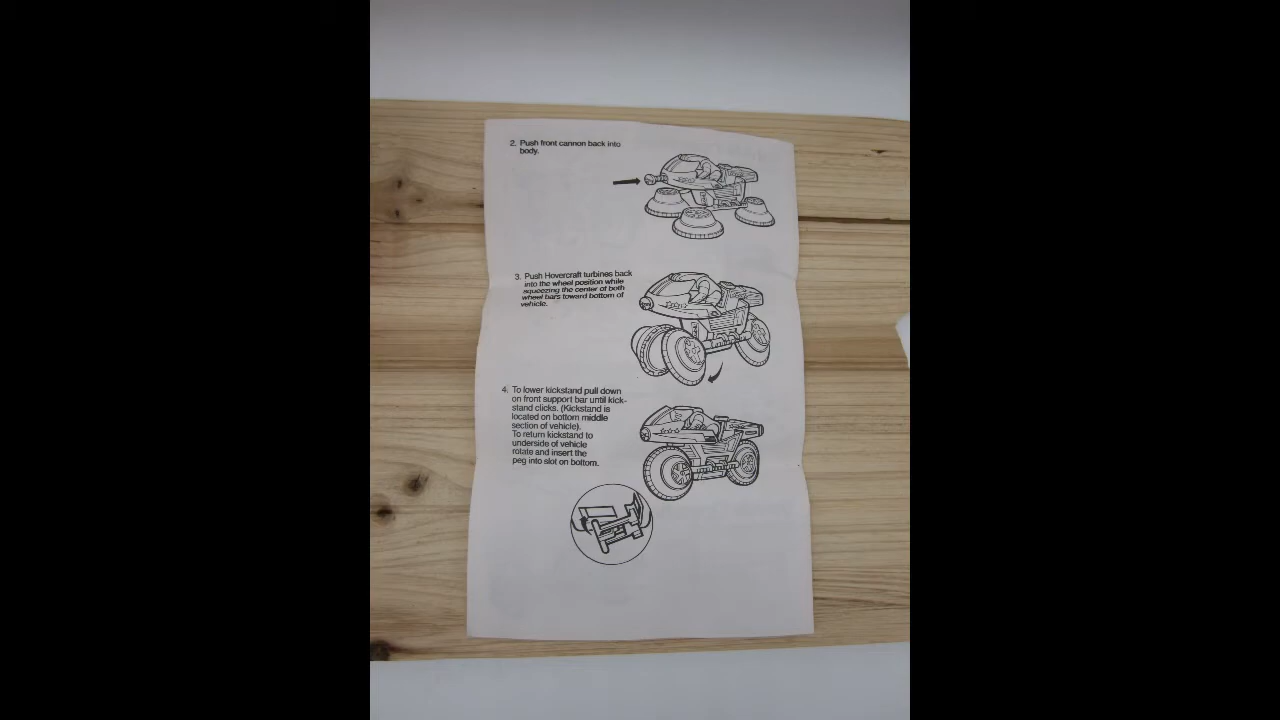 2. Push front cannon back into
body.
3. Push Hovercraft turbines back
into the wheel position while
squeezing the center of both
wheel bars toward bottom of
vehicle.
4. To lower kickstand pull down
on front support bar until kick-
stand clicks. (Kickstand is
located on bottom middle
section of vehicle).
To return kickstand to
underside of vehicle
rotate and insert the
peg into slot on bottom.